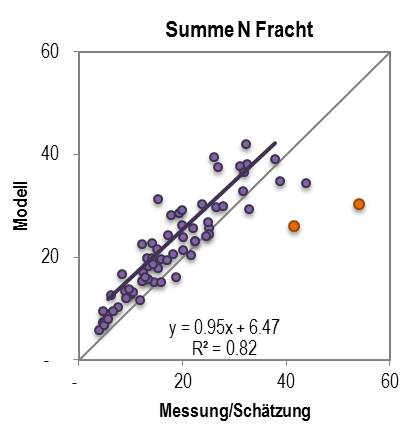 Summe N Fracht
60
40
20
-
Modell
y = 0.95x + 6.47
R² = 0.82
- 20 40 60
Messung/Schätzung